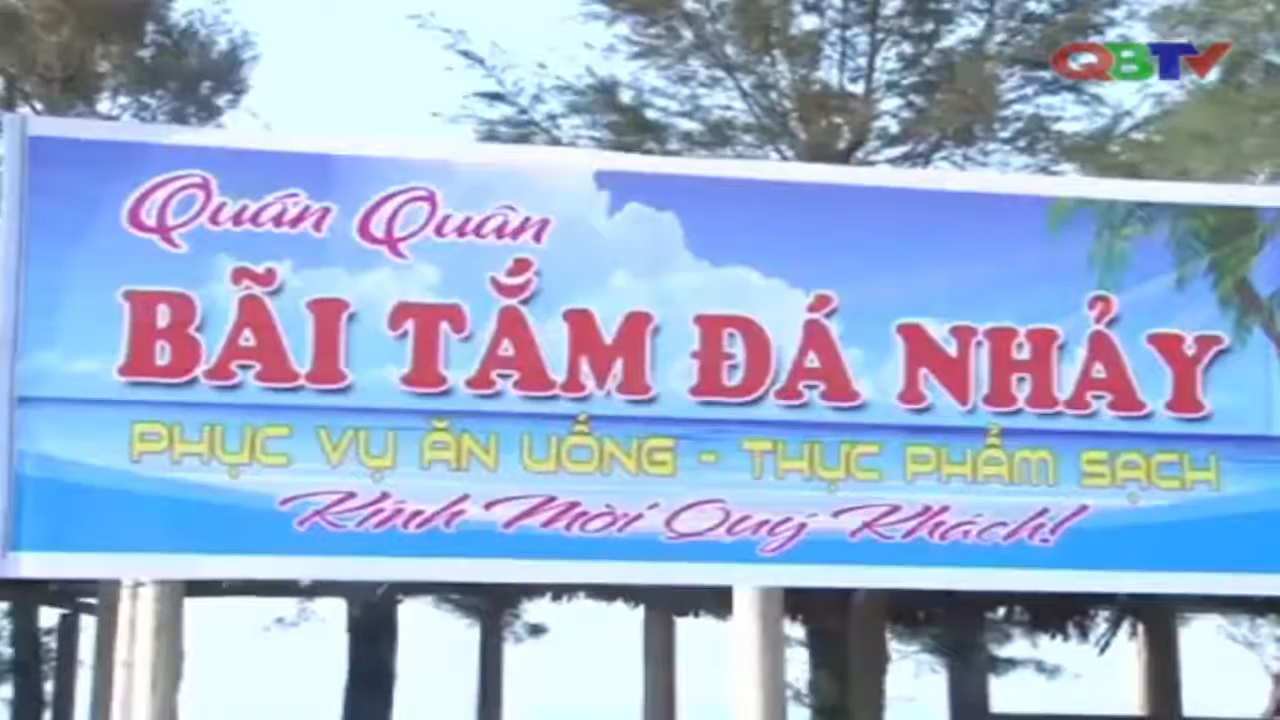 QBTV
Quán Quân
BÃI TẮM ĐÁ NHẢY
PHỤC VỤ ĂN UỐNG - THỰC PHẨM SẠCH
Kính Mời Quý Khách!